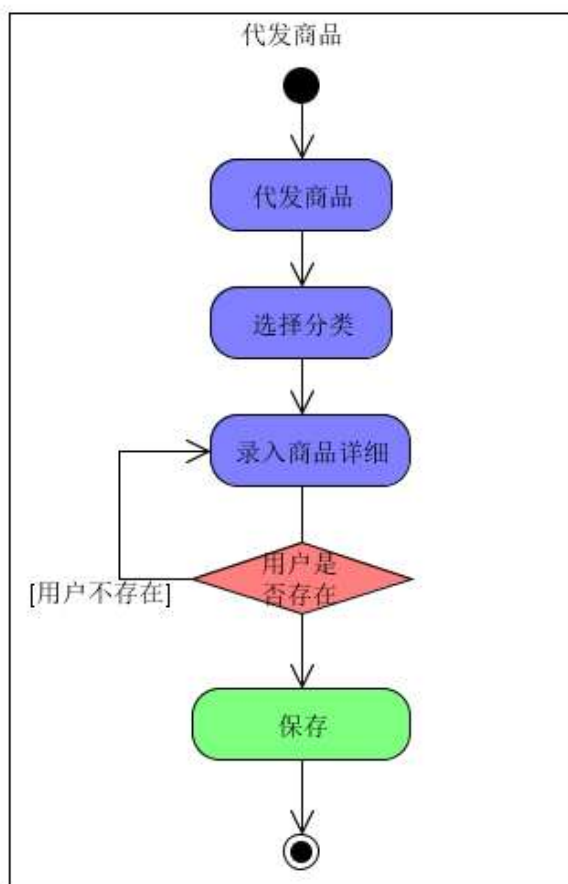 代发商品
代发商品
选择分类
录入商品详细
用户是
否存在
[用户不存在]
保存